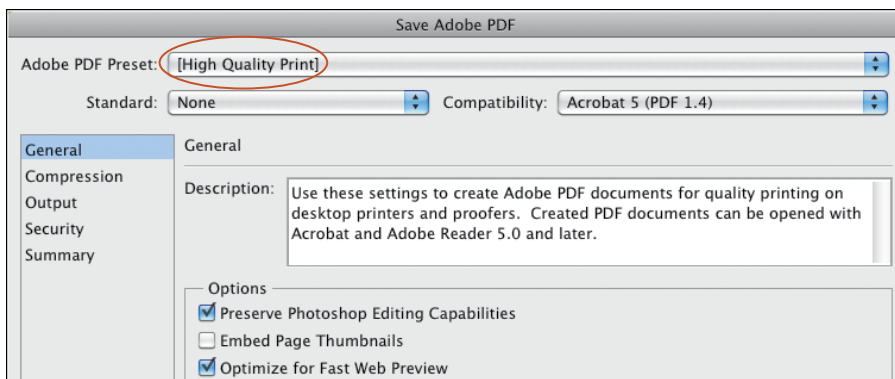 Save Adobe PDF
Adobe PDF Preset: [High Quality Print]
Standard: None Compatibility: Acrobat 5 (PDF 1.4)
General
Compression
Output
Security
Summary
General
Description: Use these settings to create Adobe PDF documents for quality printing on
desktop printers and proofers.  Created PDF documents can be opened with
Acrobat and Adobe Reader 5.0 and later.
Options
Preserve Photoshop Editing Capabilities
Embed Page Thumbnails
Optimize for Fast Web Preview